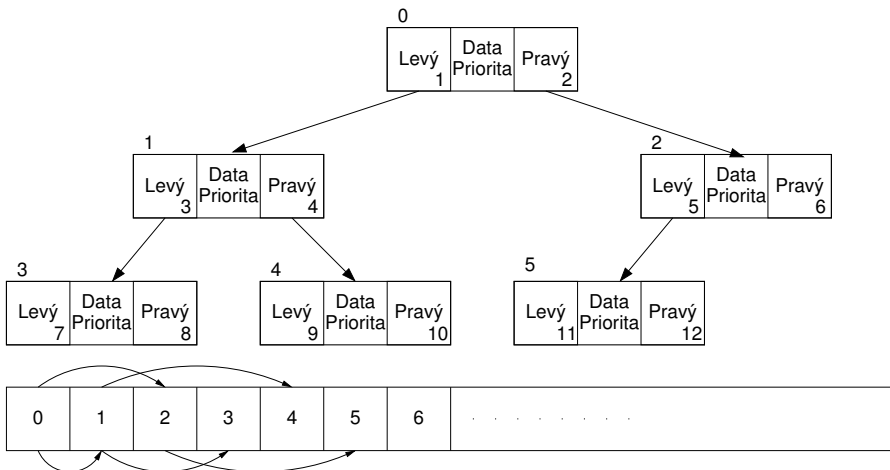 0
Levý 1 Data Priorita Pravý 2
1 2
Levý 3 Data Priorita Pravý 4 Levý 5 Data Priorita Pravý 6
3 4 5
Levý 7 Data Priorita Pravý 8 Levý 9 Data Priorita Pravý 10 Levý 11 Data Priorita Pravý 12
0 1 2 3 4 5 6 . . . . . . . .